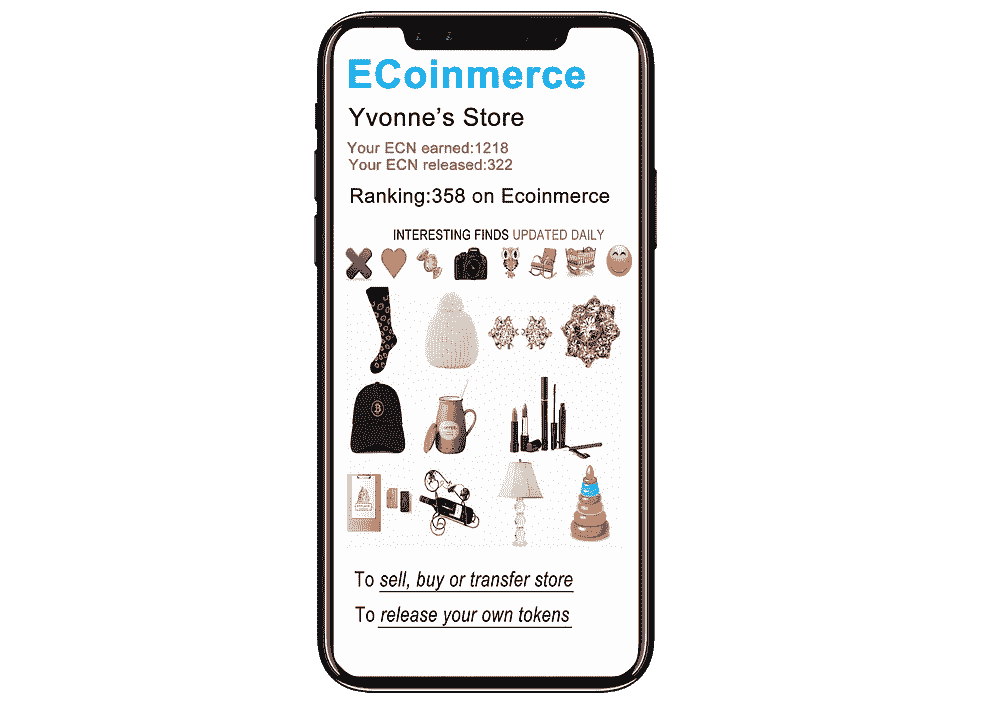 ECoinmerce
Yvonne's Store
Your ECN earned:1218
Your ECN released:322
Ranking:358 on Ecoinmerce
INTERESTING FINDS UPDATED DAILY
To sell, buy or transfer store
To release your own tokens